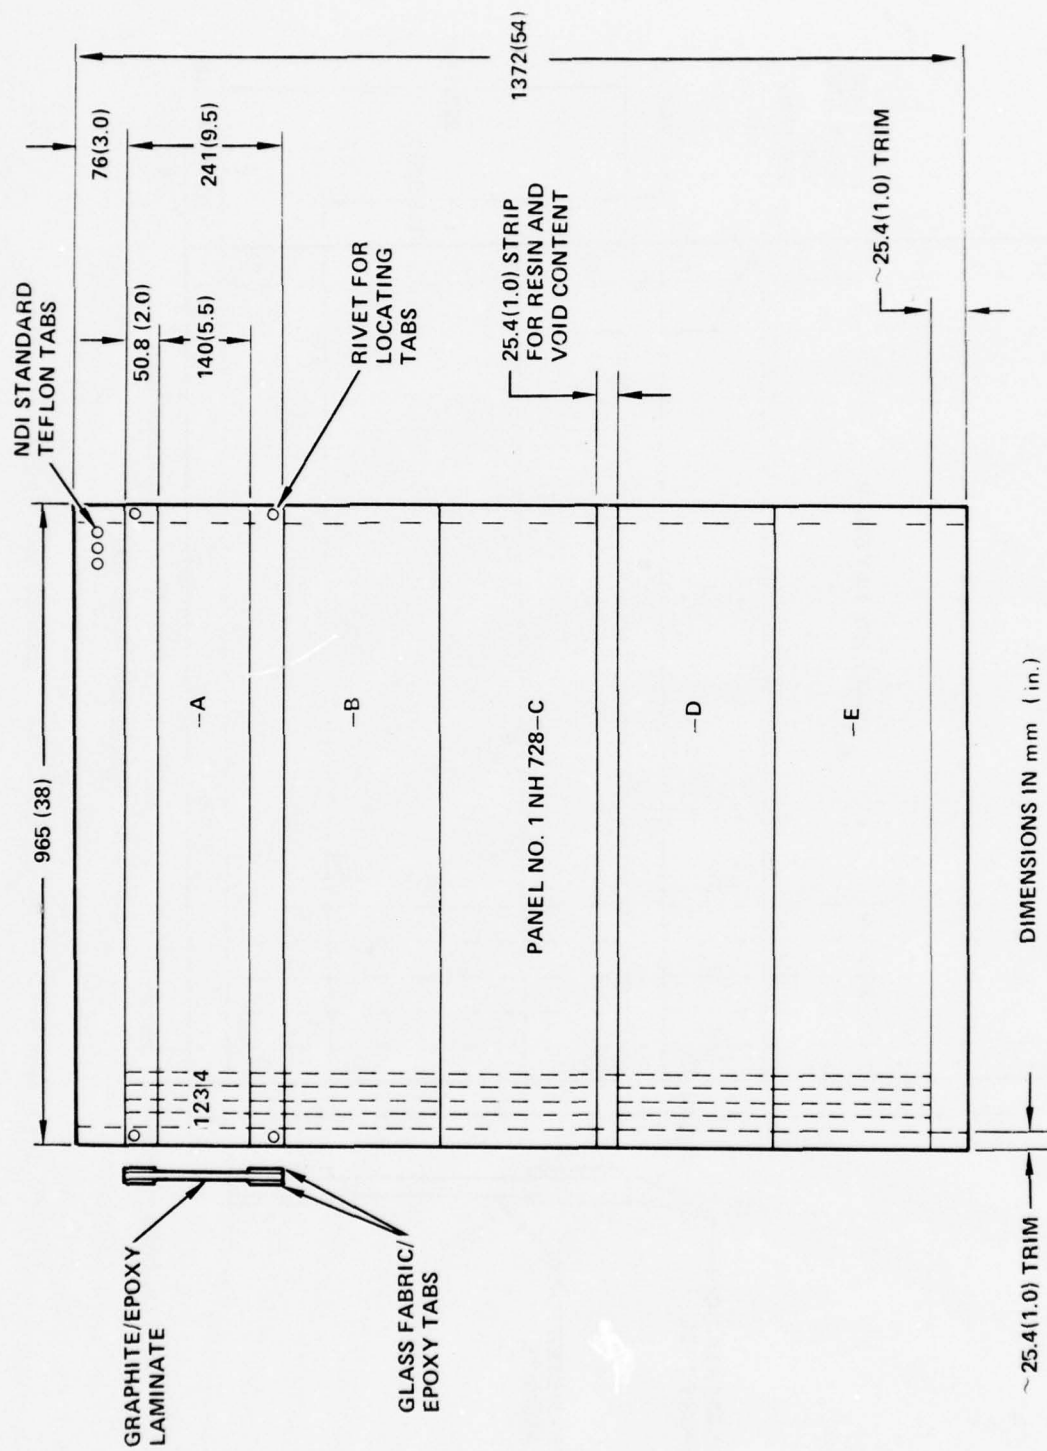 NDI STANDARD
TEFLON TABS
965 (38)
76(3.0)
50.8 (2.0)
241(9.5)
140(5.5)
1372(54)
RIVET FOR
LOCATING
TABS
GRAPHITE/EPOXY
LAMINATE
GLASS FABRIC/
EPOXY TABS
1234
--A
--B
PANEL NO. 1 NH 728--C
--D
--E
25.4(1.0) STRIP
FOR RESIN AND
VOID CONTENT
~25.4(1.0) TRIM
~25.4(1.0) TRIM
DIMENSIONS IN mm (in.)